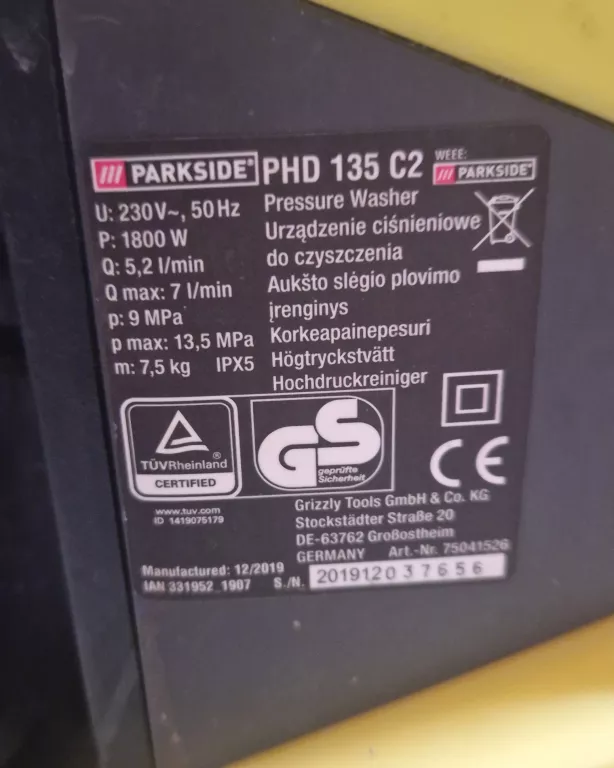 PARKSIDE® PHD 135 C2
WEEE:
PARKSIDE
U: 230V~, 50Hz
P: 1800 W
Q: 5,2 l/min
Q max: 7 l/min
p: 9 MPa
p max: 13,5 MPa
m: 7,5 kg IPX5
Pressure Washer
Urządzenie ciśnieniowe
do czyszczenia
Aukšto slėgio plovimo
įrenginys
Korkeapainepesuri
Högtryckstvätt
Hochdruckreiniger
TÜVRheinland®
CERTIFIED
GS
geprüfte
Sicherheit
CE
www.tuv.com
ID 1419075179
Grizzly Tools GmbH & Co. KG
Stockstädter Straße 20
DE-63762 Großostheim
GERMANY Art.-Nr. 75041526
Manufactured: 12/2019
IAN 331952_1907 S./N. 201912037656